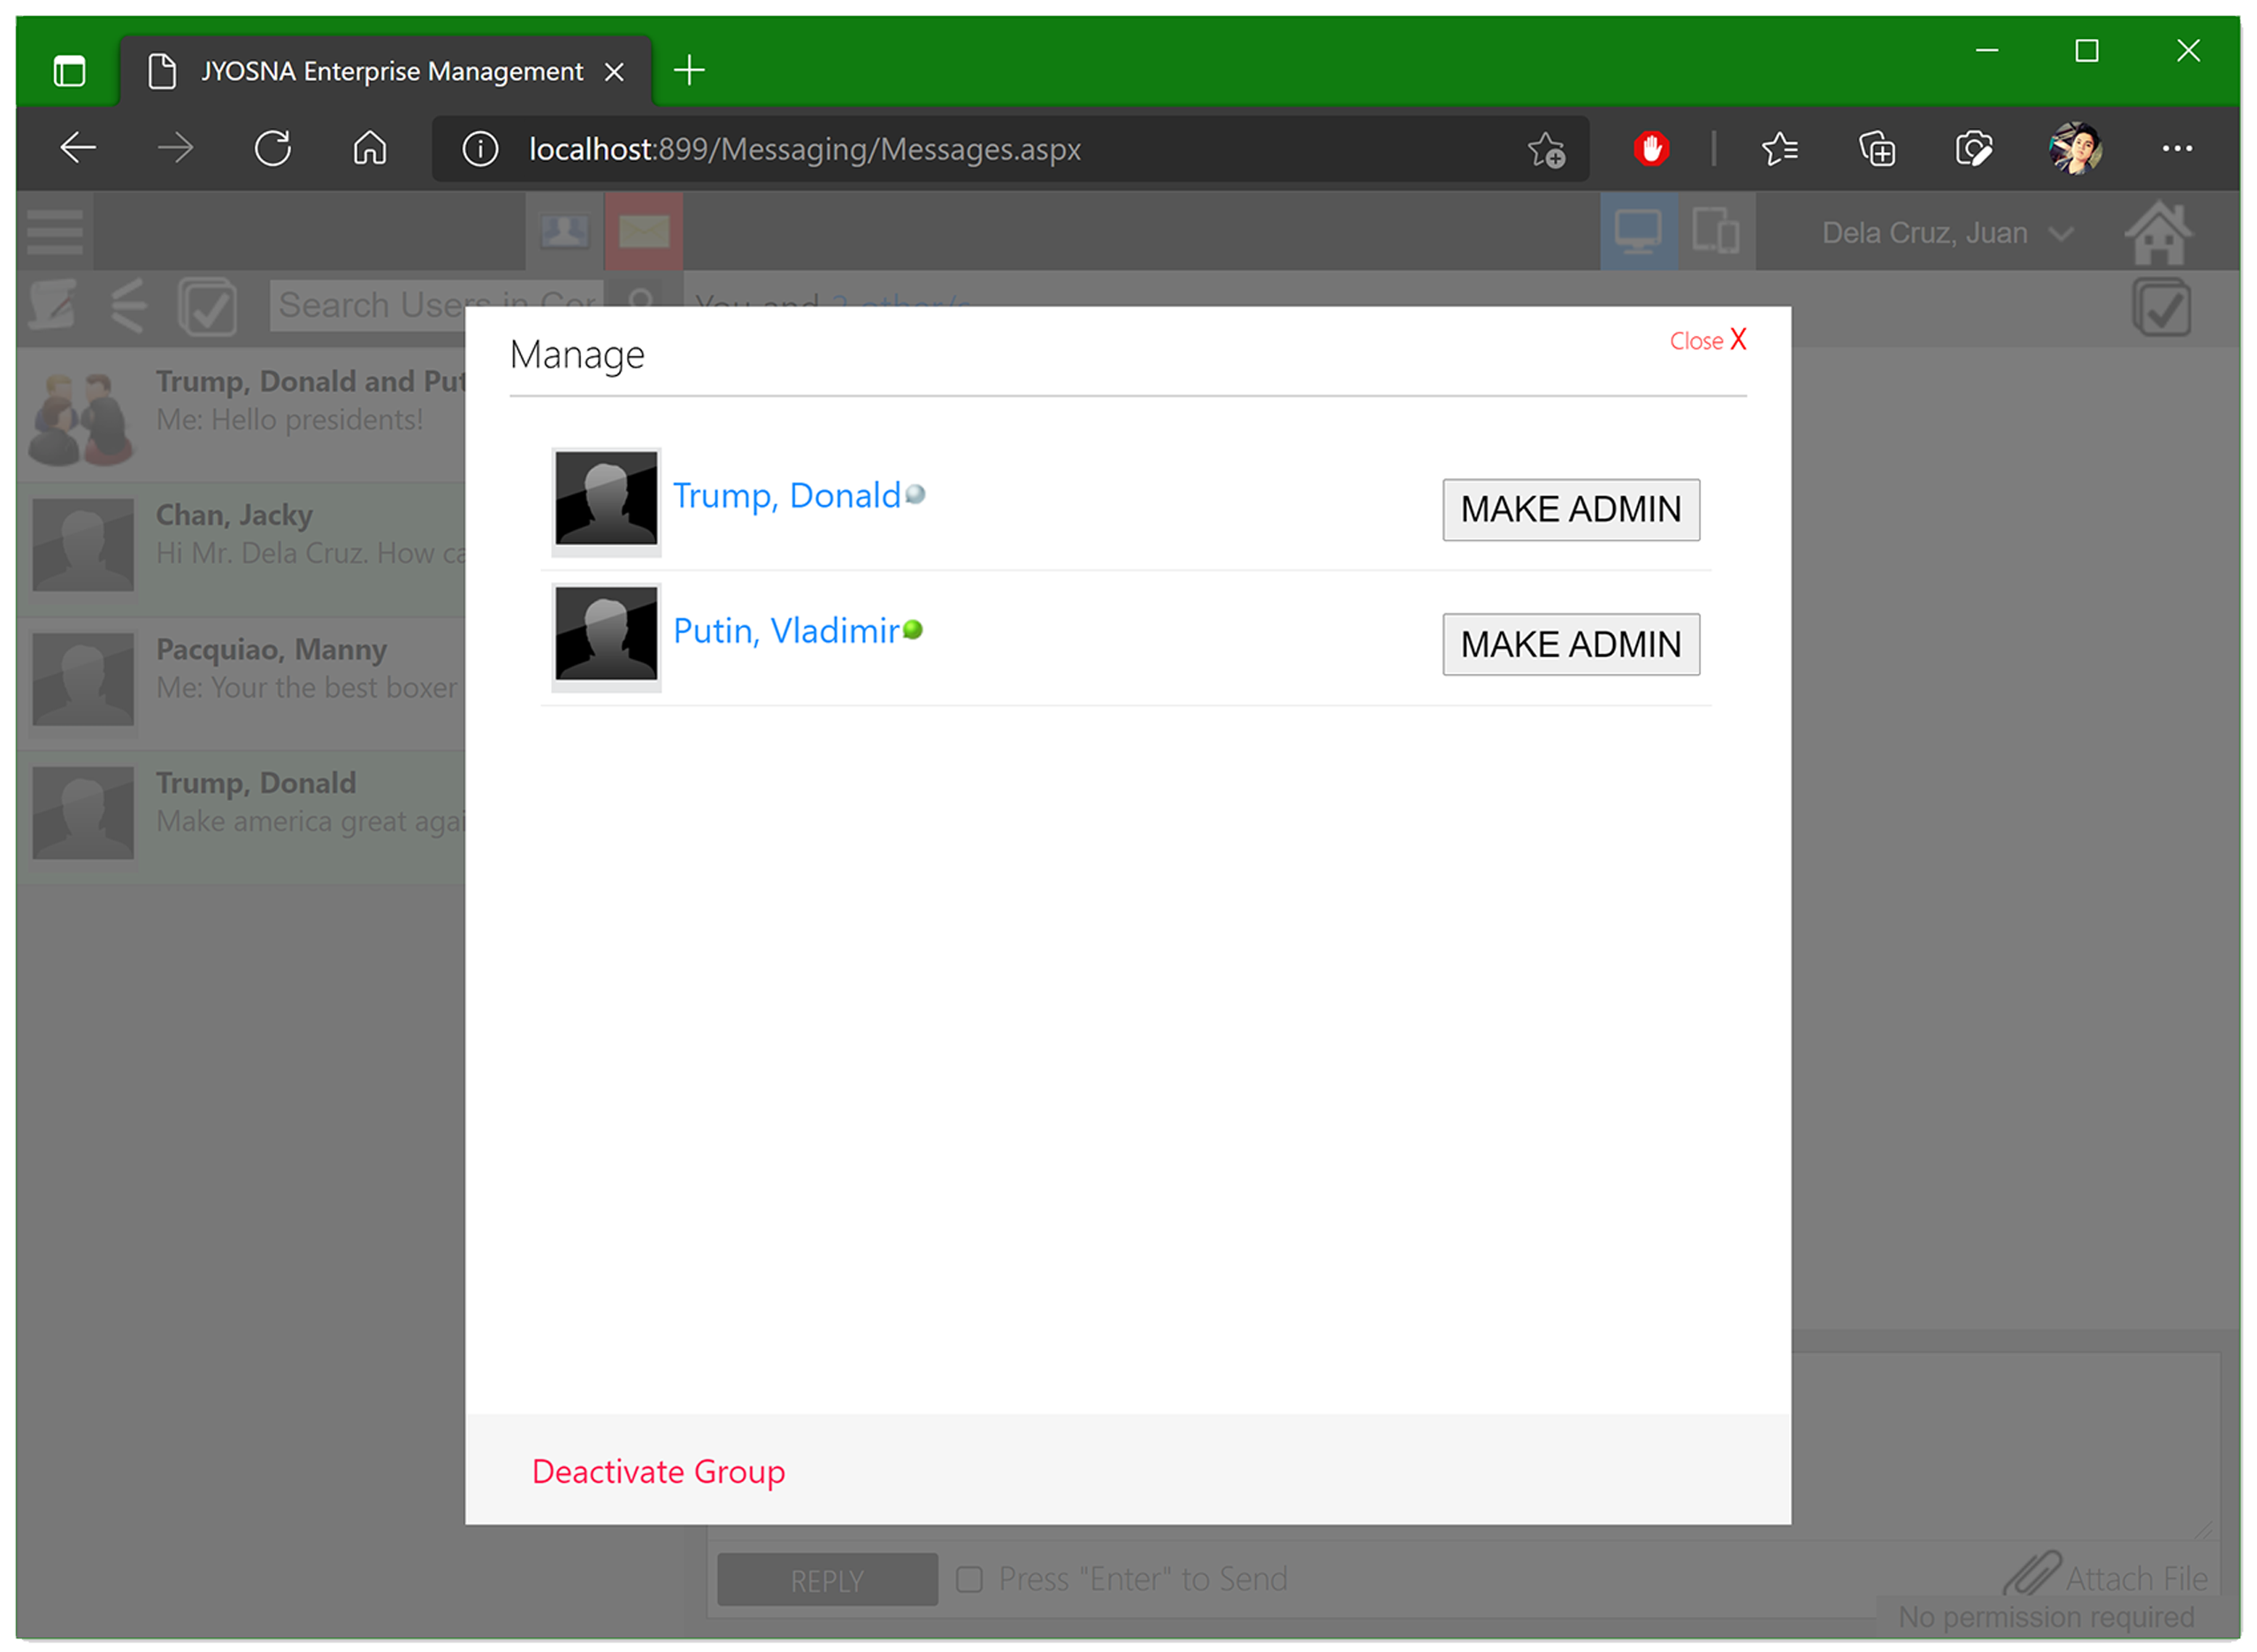 JYOSNA Enterprise Management
localhost:899/Messaging/Messages.aspx
Dela Cruz, Juan
Search Users in Cor
You and 2 other/s
Manage
Close X
Trump, Donald and Put
Me: Hello presidents!
Chan, Jacky
Hi Mr. Dela Cruz. How ca
Pacquiao, Manny
Me: Your the best boxer
Trump, Donald
Make america great agai
Trump, Donald
MAKE ADMIN
Putin, Vladimir
MAKE ADMIN
Deactivate Group
REPLY
Press "Enter" to Send
Attach File
No permission required